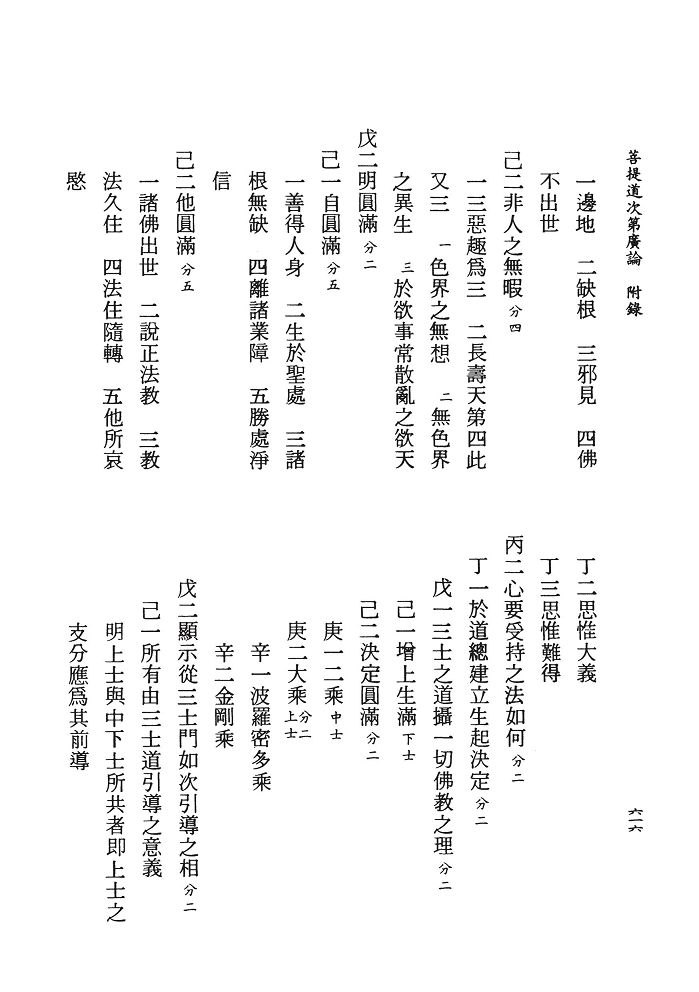 菩提道次第廣論　附錄
一邊地　二缺根　三邪見　四佛
不出世
己二非人之無暇 分四
一三惡趣爲三　二長壽天第四此
又三　一色界之無想　二無色界
之異生　三於欲事常散亂之欲天
戊二明圓滿 分二
己一自圓滿 分五
一善得人身　二生於聖處　三諸
根無缺　四離諸業障　五勝處淨
信
己二他圓滿 分五
一諸佛出世　二說正法教　三教
法久住　四法住隨轉　五他所哀
愍
丁二思惟大義
丁三思惟難得
丙二心要受持之法如何 分二
丁一於道總建立生起決定 分二
戊一三士之道攝一切佛教之理 分二
己一增上生滿 下士
己二決定圓滿 分二
庚一二乘 中士
庚二大乘 分二 上士
辛一波羅密多乘
辛二金剛乘
戊二顯示從三士門如次引導之相 分二
己一所有由三士道引導之意義
明上士與中下士所共者即上士之
支分應爲其前導
六一六